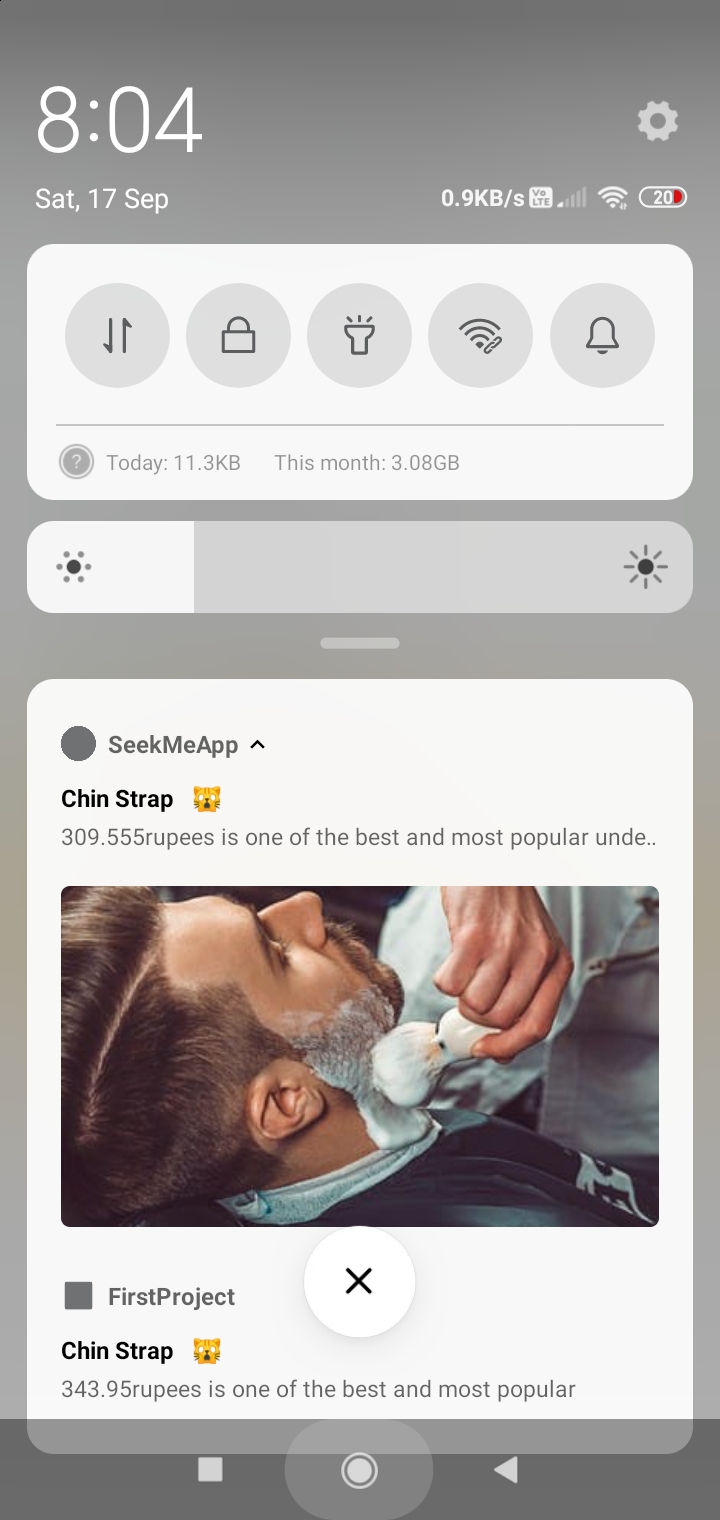 8:04
Sat, 17 Sep
0.9KB/s Vo LTE 20
? Today: 11.3KB This month: 3.08GB
SeekMeApp
Chin Strap 🙀
309.555rupees is one of the best and most popular unde..
FirstProject
Chin Strap 🙀
343.95rupees is one of the best and most popular